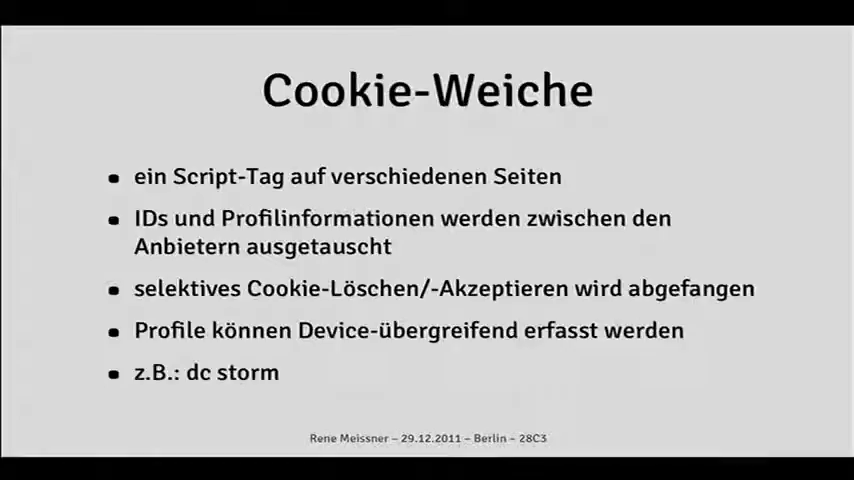 Cookie-Weiche
ein Script-Tag auf verschiedenen Seiten
IDs und Profilinformationen werden zwischen den
Anbietern ausgetauscht
selektives Cookie-Löschen/-Akzeptieren wird abgefangen
Profile können Device-übergreifend erfasst werden
z.B.: dc storm
Rene Meissner – 29.12.2011 – Berlin – 28C3